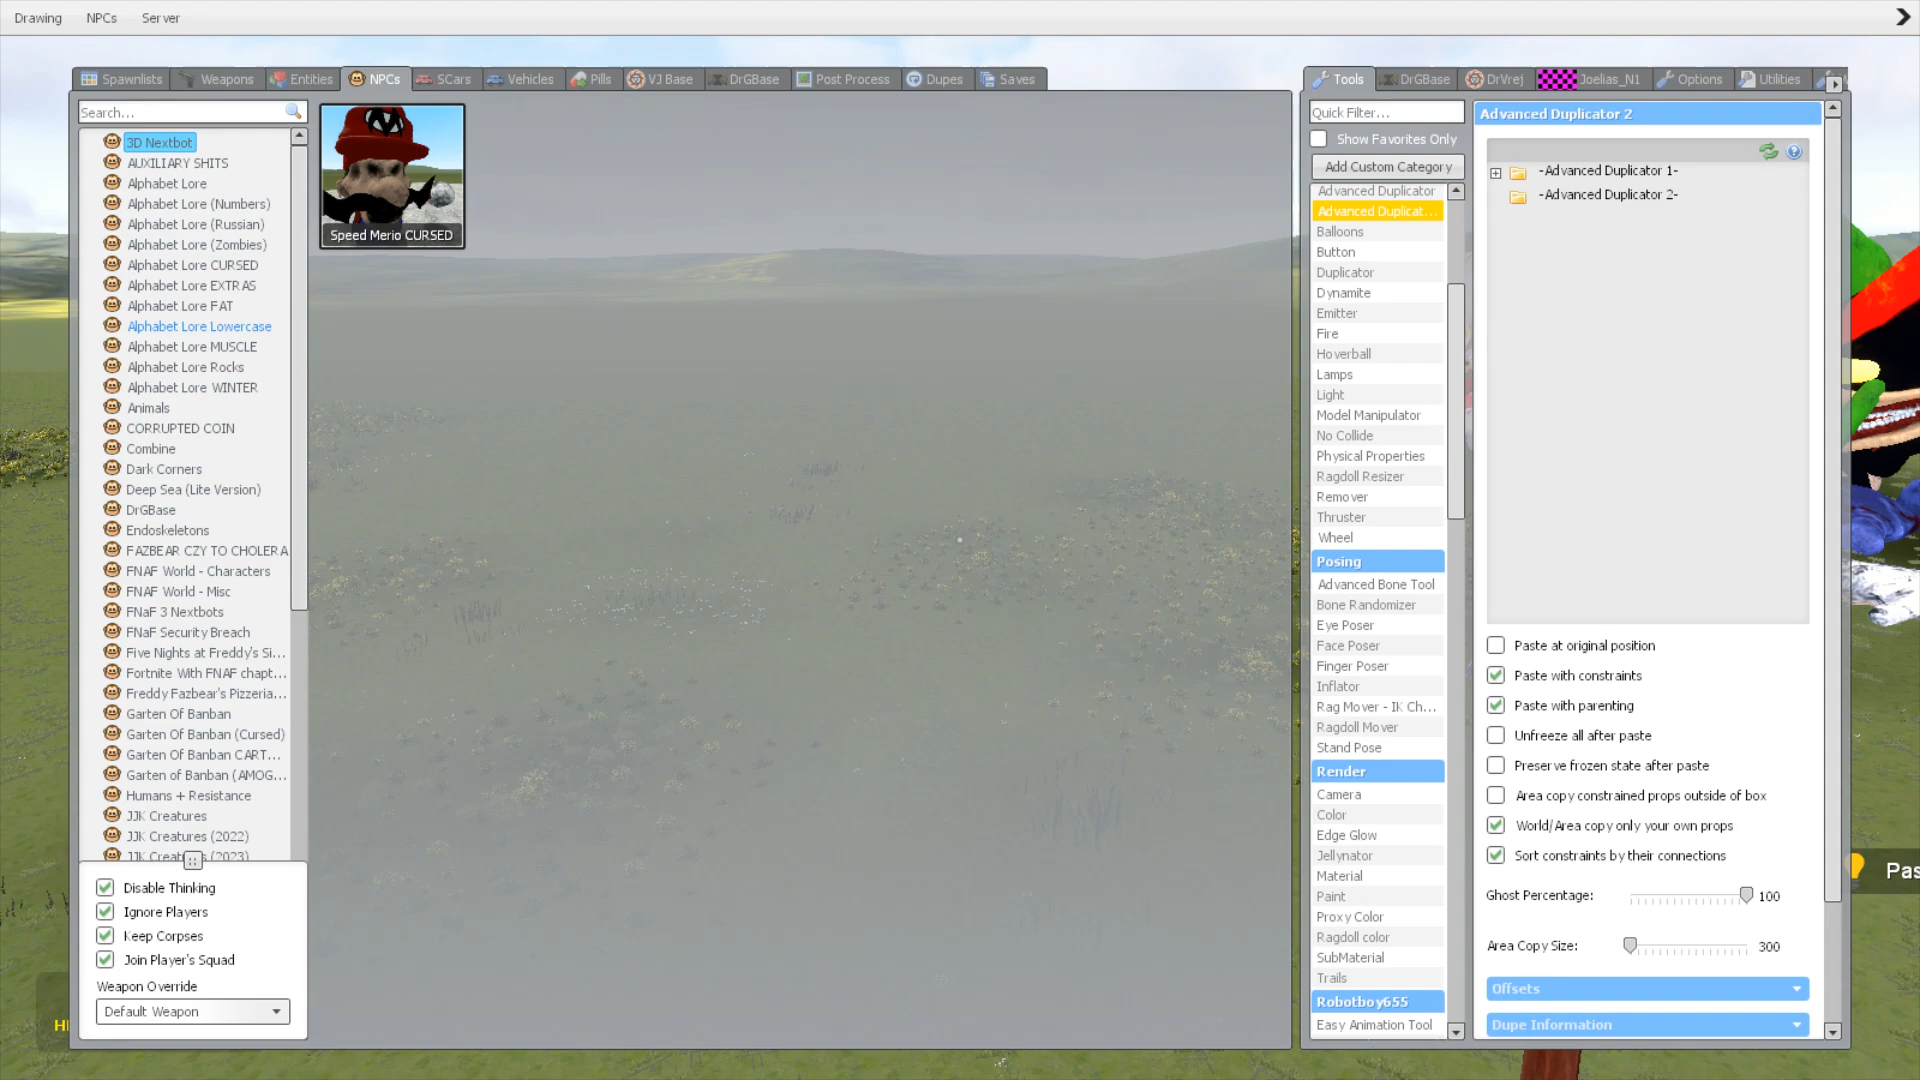 Drawing NPCs Server
Spawnlists Weapons Entities NPCs SCars Vehicles Pills VJ Base DrGBase Post Process Dupes Saves
Search...
3D Nextbot
AUXILIARY SHITS
Alphabet Lore
Alphabet Lore (Numbers)
Alphabet Lore (Russian)
Alphabet Lore (Zombies)
Alphabet Lore CURSED
Alphabet Lore EXTRAS
Alphabet Lore FAT
Alphabet Lore Lowercase
Alphabet Lore MUSCLE
Alphabet Lore Rocks
Alphabet Lore WINTER
Animals
CORRUPTED COIN
Combine
Dark Corners
Deep Sea (Lite Version)
DrGBase
Endoskeletons
FAZBEAR CZY TO CHOLERA
FNAF World - Characters
FNAF World - Misc
FNaF 3 Nextbots
FNaF Security Breach
Five Nights at Freddy's Si...
Fortnite With FNAF chapt...
Freddy Fazbear's Pizzeria...
Garten Of Banban
Garten Of Banban (Cursed)
Garten Of Banban CART...
Garten of Banban (AMOG...
Humans + Resistance
JJK Creatures
JJK Creatures (2022)
JJK Creatures (2023)
Disable Thinking
Ignore Players
Keep Corpses
Join Player's Squad
Weapon Override
Default Weapon
Speed Merio CURSED
Tools DrGBase DrVrej Joelias_N1 Options Utilities
Quick Filter...
Show Favorites Only
Add Custom Category
Advanced Duplicator
Advanced Duplicat...
Balloons
Button
Duplicator
Dynamite
Emitter
Fire
Hoverball
Lamps
Light
Model Manipulator
No Collide
Physical Properties
Ragdoll Resizer
Remover
Thruster
Wheel
Posing
Advanced Bone Tool
Bone Randomizer
Eye Poser
Face Poser
Finger Poser
Inflator
Rag Mover - IK Ch...
Ragdoll Mover
Stand Pose
Render
Camera
Color
Edge Glow
Jellynator
Material
Paint
Proxy Color
Ragdoll color
SubMaterial
Trails
Robotboy655
Easy Animation Tool
Advanced Duplicator 2
-Advanced Duplicator 1-
-Advanced Duplicator 2-
Paste at original position
Paste with constraints
Paste with parenting
Unfreeze all after paste
Preserve frozen state after paste
Area copy constrained props outside of box
World/Area copy only your own props
Sort constraints by their connections
Ghost Percentage: 100
Area Copy Size: 300
Offsets
Dupe Information
Pas